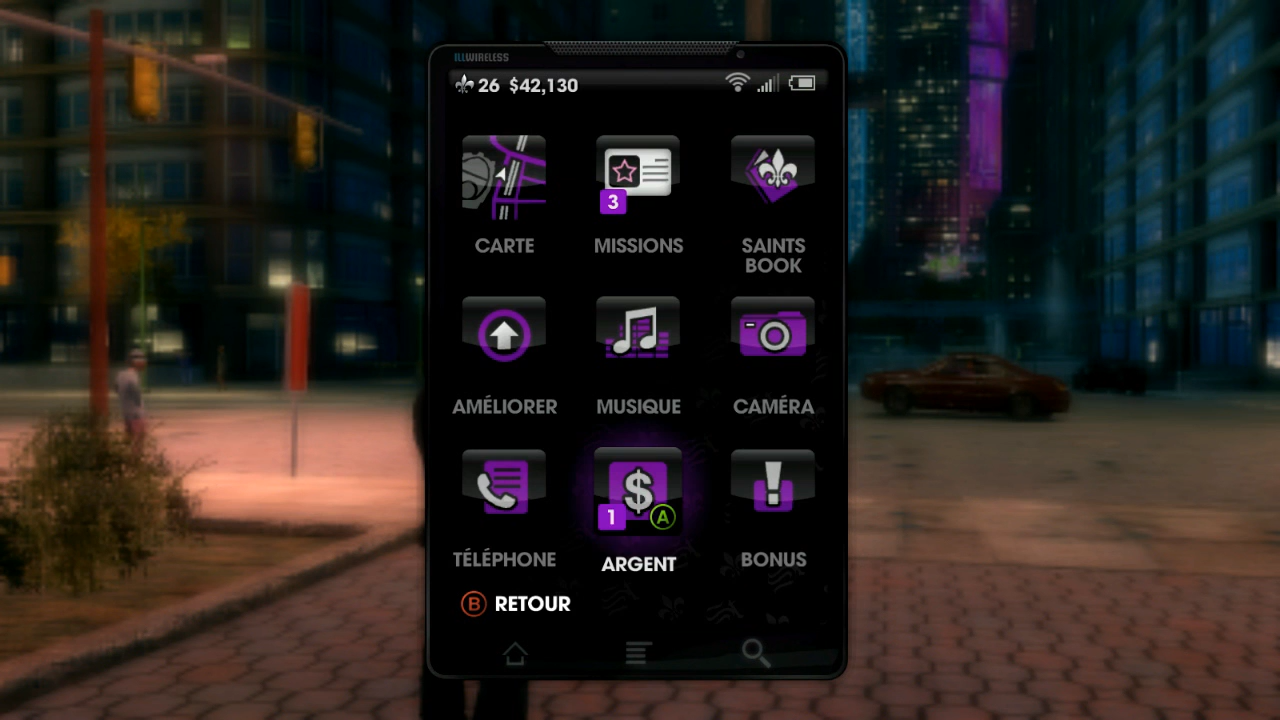 ILLWIRELESS
26 $42,130
CARTE
3
MISSIONS
SAINTS
BOOK
AMÉLIORER
MUSIQUE
CAMÉRA
TÉLÉPHONE
$
1
A
ARGENT
!
BONUS
B RETOUR